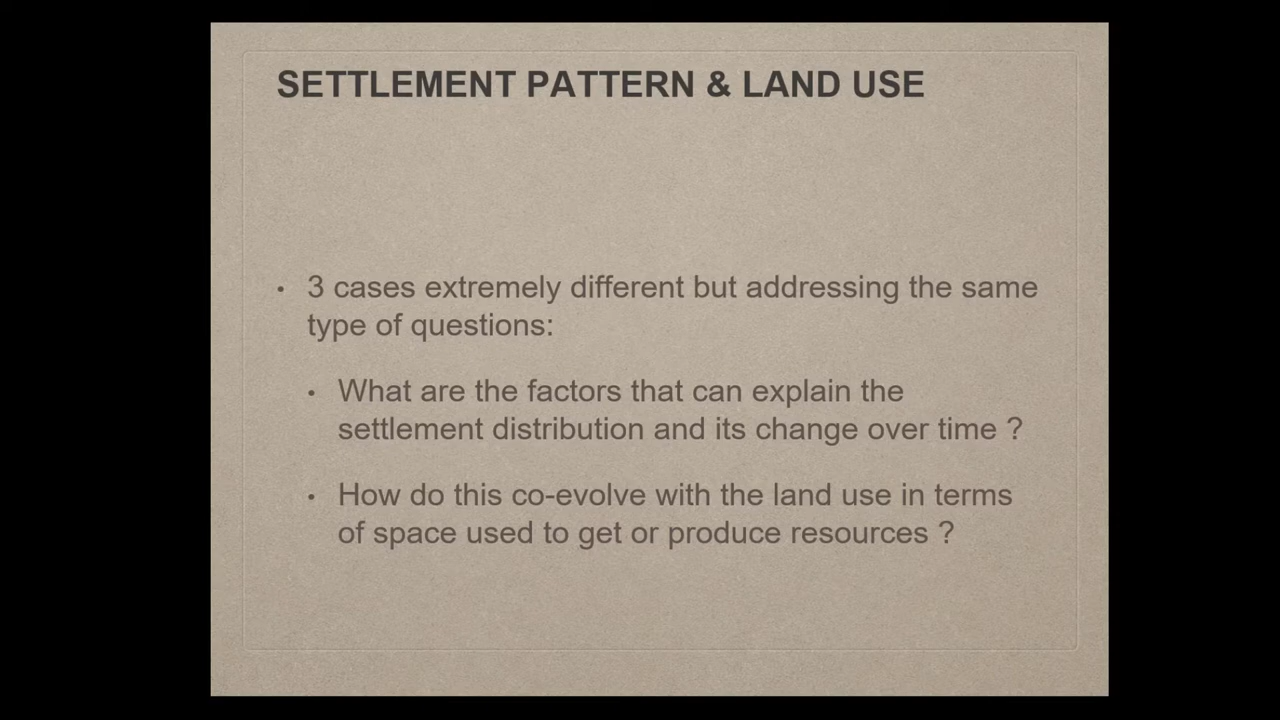 SETTLEMENT PATTERN & LAND USE
• 3 cases extremely different but addressing the same
type of questions:
• What are the factors that can explain the
settlement distribution and its change over time ?
• How do this co-evolve with the land use in terms
of space used to get or produce resources ?